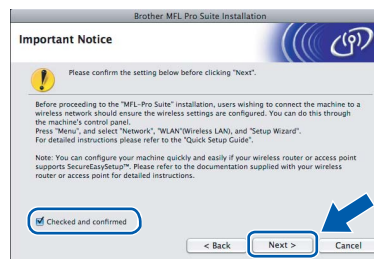 Brother MFL Pro Suite Installation
Important Notice
Please confirm the setting below before clicking "Next".
Before proceeding to the "MFL-Pro Suite" installation, users wishing to connect the machine to a
wireless network should ensure the wireless settings are configured. You can do this through
the machine's control panel.
Press "Menu", and select "Network", "WLAN"(Wireless LAN), and "Setup Wizard".
For detailed instructions please refer to the "Quick Setup Guide".
Note: You can configure your machine quickly and easily if your wireless router or access point
supports SecureEasySetup™. Please refer to the documentation supplied with your wireless
router or access point for detailed instructions.
Checked and confirmed
< Back Next > Cancel